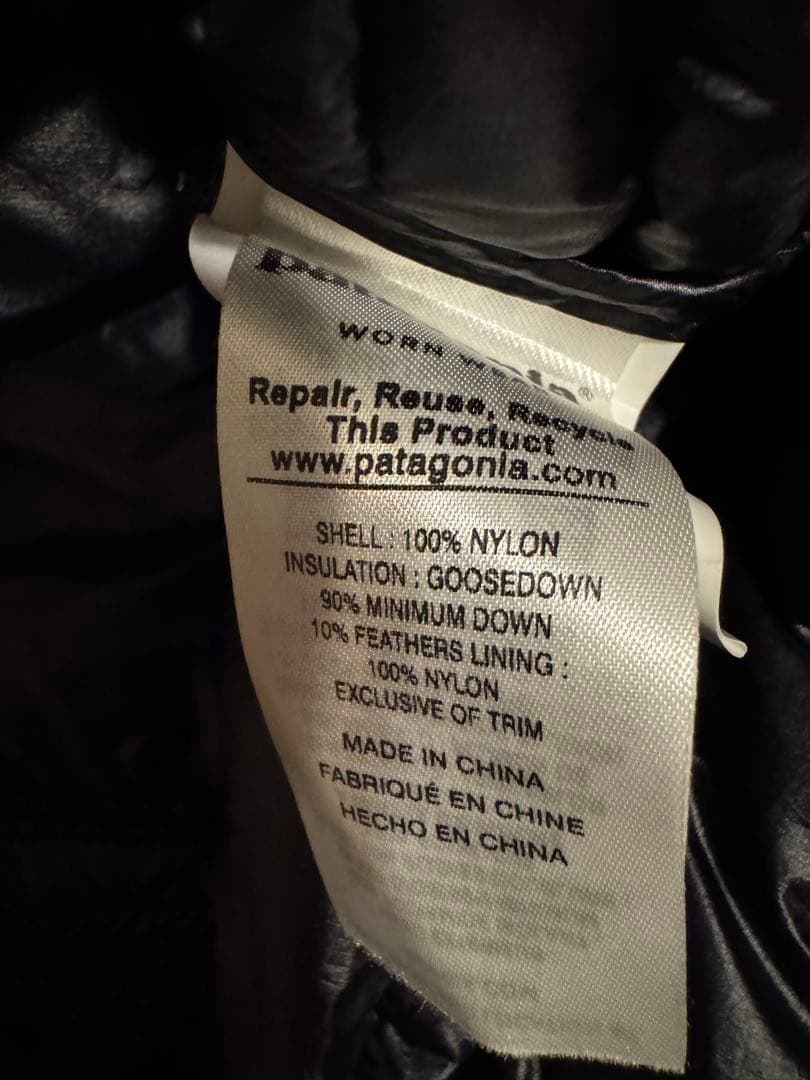 WORN
Repair, Reuse, Recycle
This Product
www.patagonia.com
SHELL : 100% NYLON
INSULATION : GOOSEDOWN
90% MINIMUM DOWN
10% FEATHERS LINING :
100% NYLON
EXCLUSIVE OF TRIM
MADE IN CHINA
FABRIQUÉ EN CHINE
HECHO EN CHINA